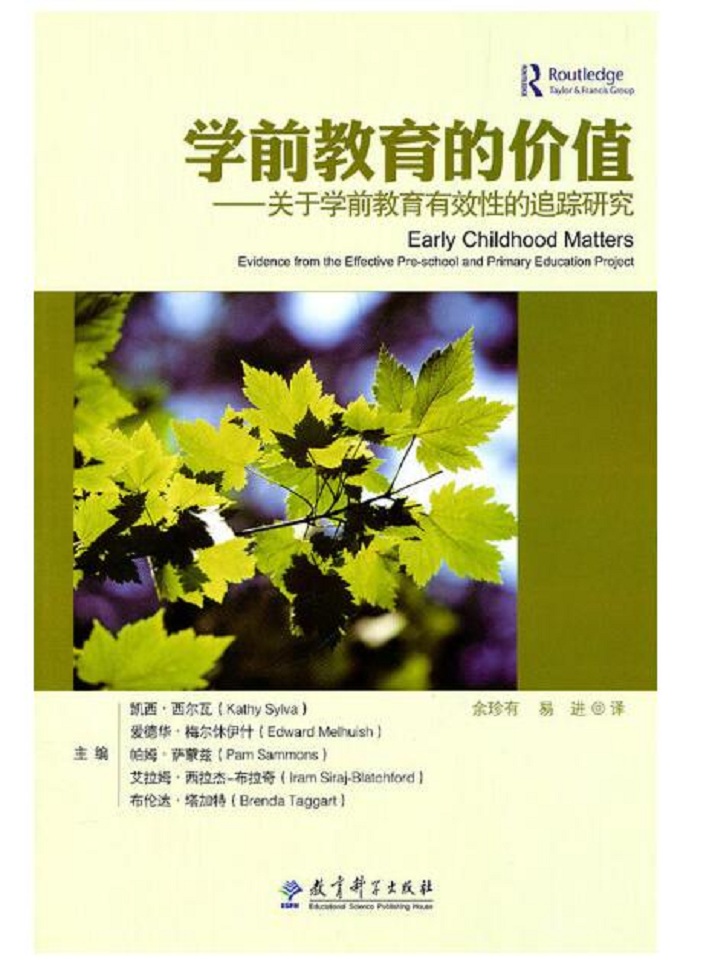 Routledge
Taylor & Francis Group
学前教育的价值
——关于学前教育有效性的追踪研究
Early Childhood Matters
Evidence from the Effective Pre-school and Primary Education Project
主编
凯西·西尔瓦（Kathy Sylva）
爱德华·梅尔休伊什（Edward Melhuish）
帕姆·萨蒙兹（Pam Sammons）
艾拉姆·西拉杰-布拉奇（Iram Siraj-Blatchford）
布伦达·塔加特（Brenda Taggart）
余珍有 易进◎译
教育科学出版社
Educational Science Publishing House